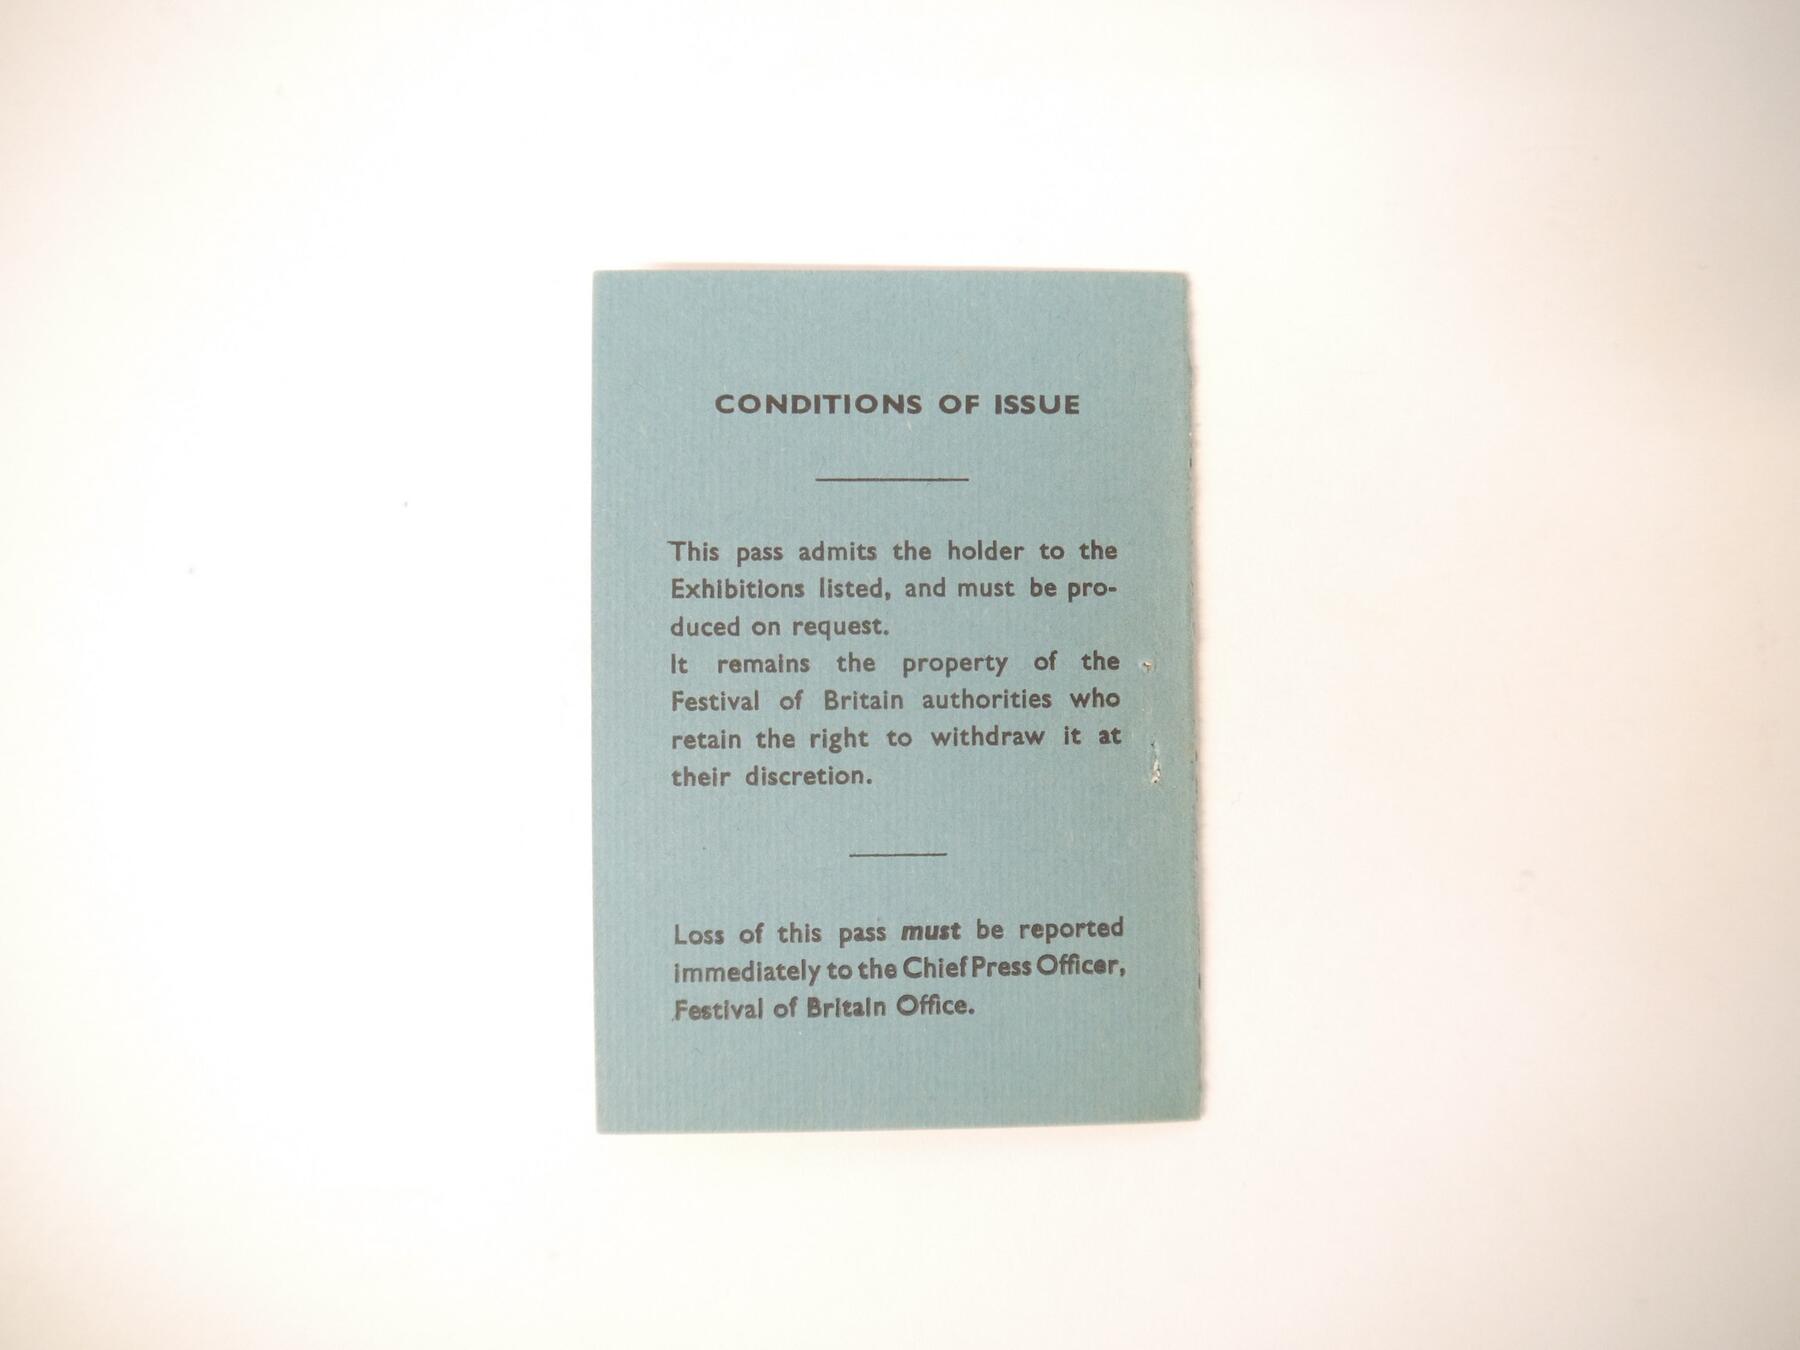 CONDITIONS OF ISSUE
This pass admits the holder to the
Exhibitions listed, and must be pro-
duced on request.
It remains the property of the
Festival of Britain authorities who
retain the right to withdraw it at
their discretion.
Loss of this pass must be reported
immediately to the Chief Press Officer,
Festival of Britain Office.